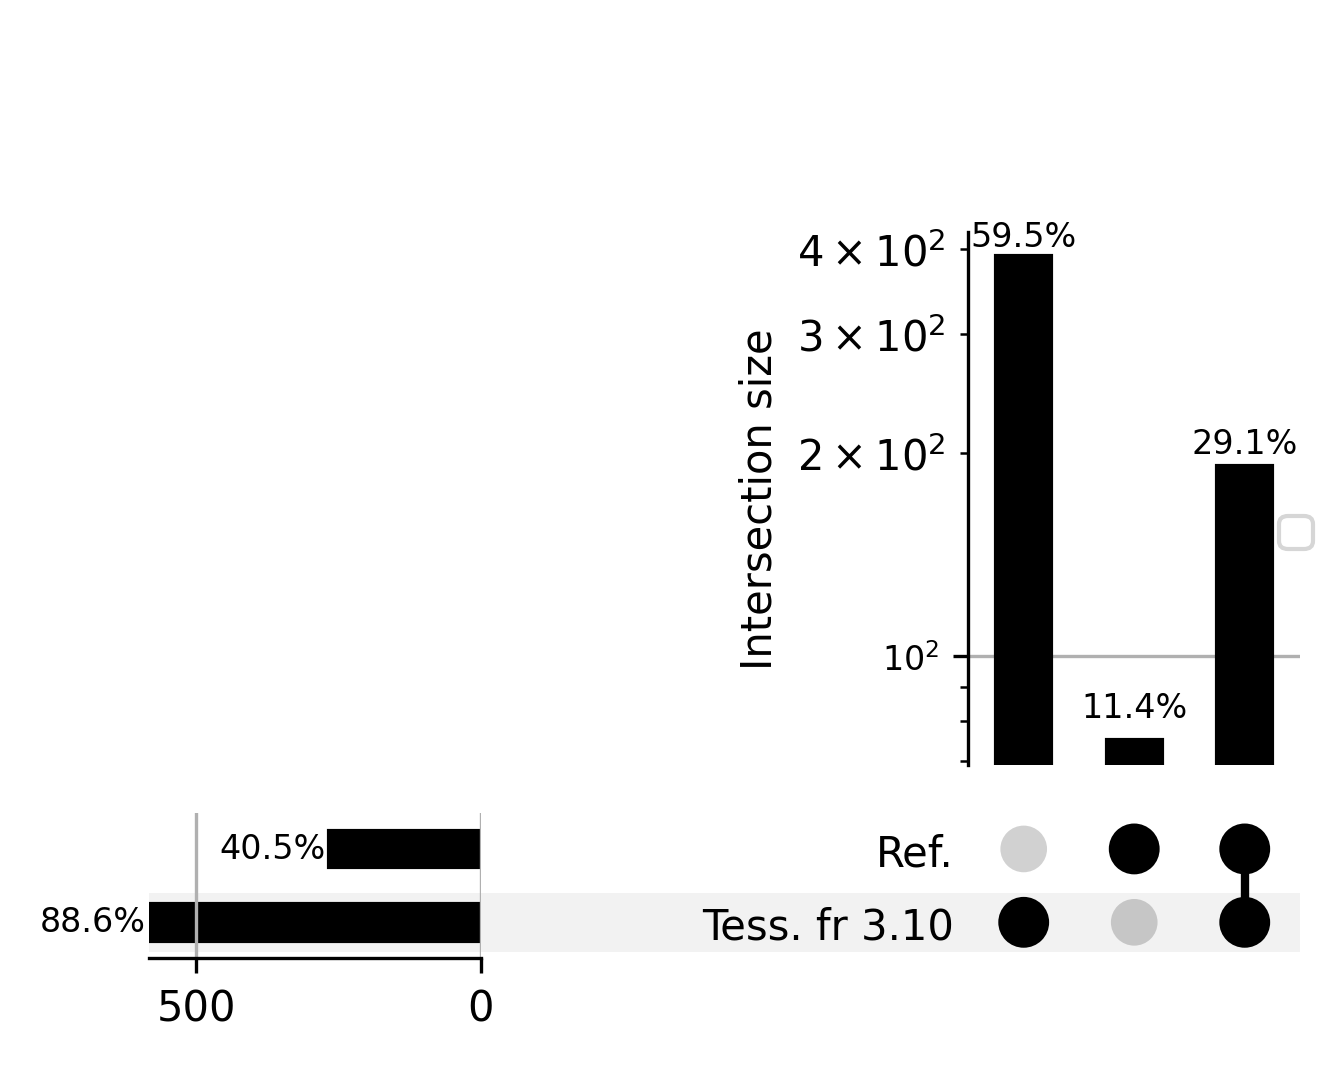 59.5%
4 × 10²
3 × 10²
Intersection size
29.1%
2 × 10²
10²
11.4%
40.5%
Ref.
88.6%
Tess. fr 3.10
500 0